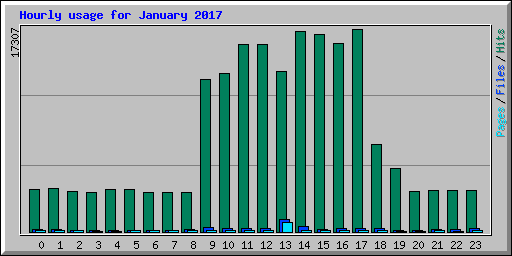 Hourly usage for January 2017
17307
Pages/Files/Hits
0 1 2 3 4 5 6 7 8 9 10 11 12 13 14 15 16 17 18 19 20 21 22 23